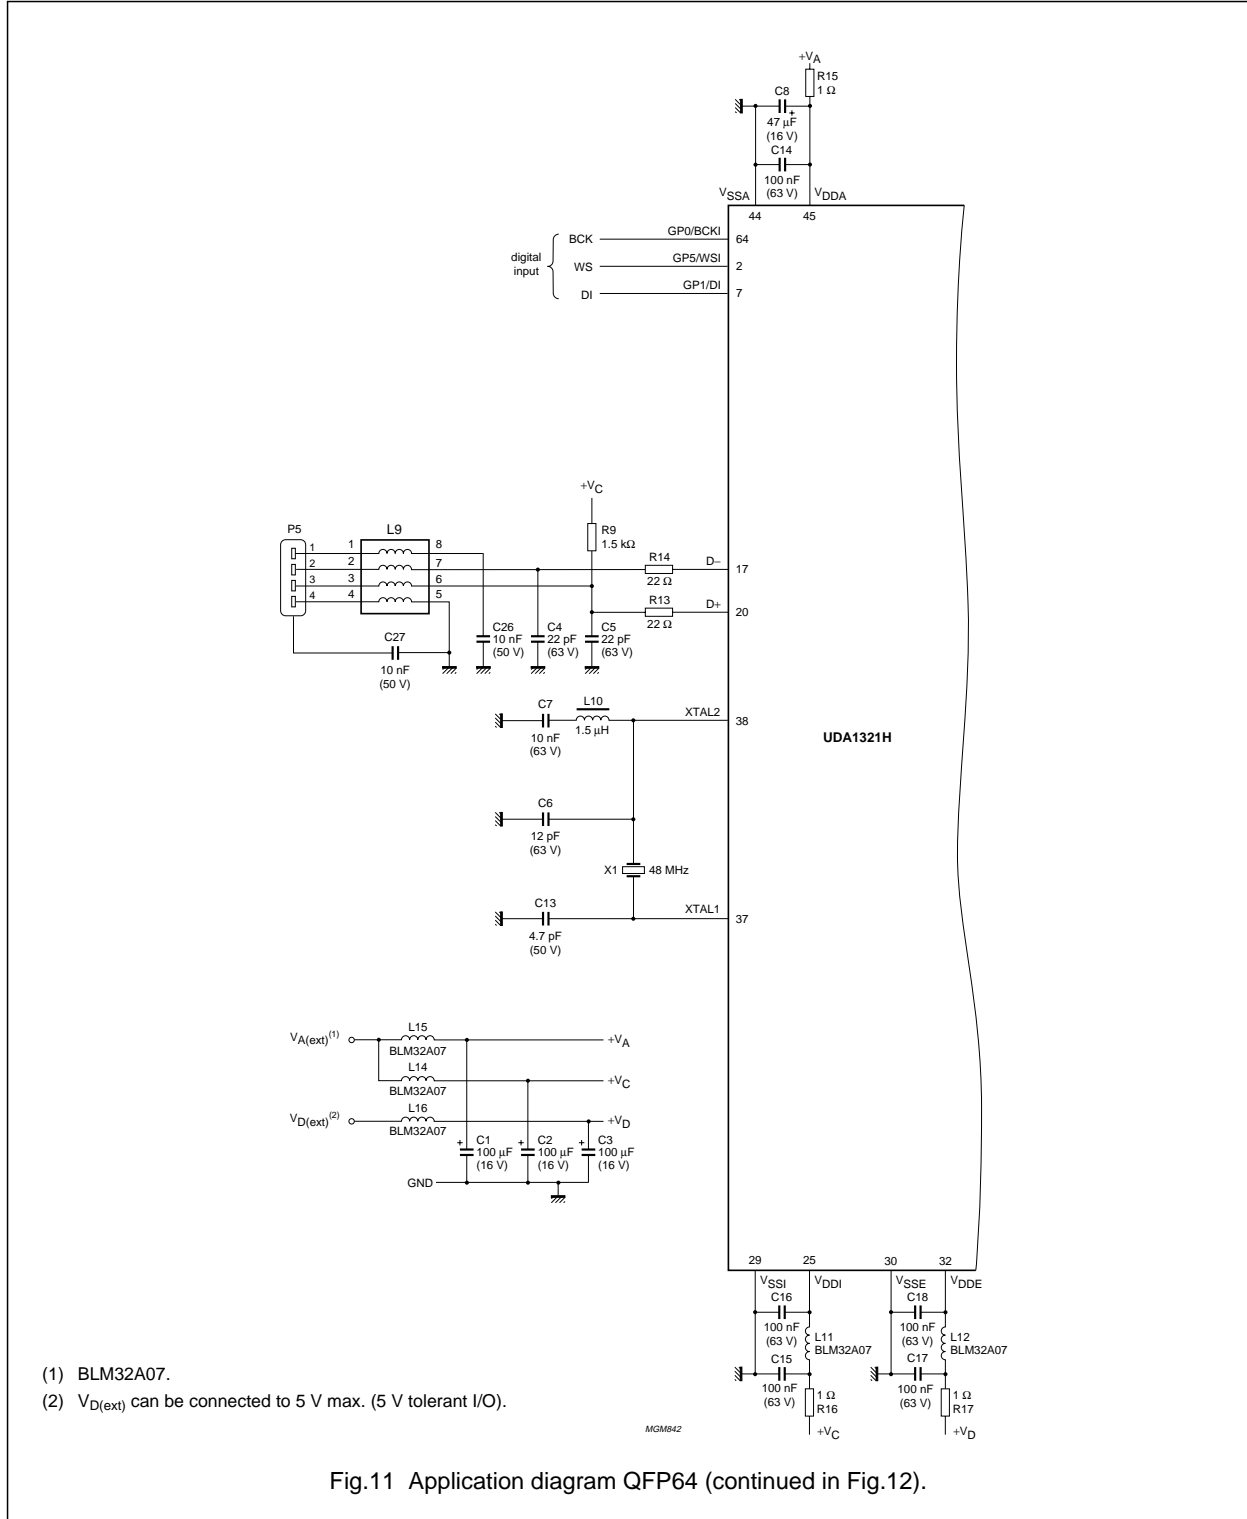 +VA
R15
1 Ω
C8
+
47 µF
(16 V)
C14
100 nF
(63 V)
VSSA
VDDA
44
45
digital
input
BCK
GP0/BCKI
64
WS
GP5/WSI
2
DI
GP1/DI
7
+VC
R9
1.5 kΩ
P5
L9
1
1
8
2
2
7
3
3
6
4
4
5
R14
22 Ω
D−
17
R13
22 Ω
D+
20
C27
10 nF
(50 V)
C26
10 nF
(50 V)
C4
22 pF
(63 V)
C5
22 pF
(63 V)
C7
10 nF
(63 V)
L10
1.5 µH
XTAL2
38
UDA1321H
C6
12 pF
(63 V)
X1
48 MHz
C13
4.7 pF
(50 V)
XTAL1
37
VA(ext)(1)
L15
BLM32A07
+VA
L14
BLM32A07
+VC
VD(ext)(2)
L16
BLM32A07
+VD
+
C1
100 µF
(16 V)
+
C2
100 µF
(16 V)
+
C3
100 µF
(16 V)
GND
29
25
30
32
VSSI
VDDI
VSSE
VDDE
C16
100 nF
(63 V)
L11
BLM32A07
C15
100 nF
(63 V)
1 Ω
R16
+VC
C18
100 nF
(63 V)
L12
BLM32A07
C17
100 nF
(63 V)
1 Ω
R17
+VD
(1) BLM32A07.
(2) VD(ext) can be connected to 5 V max. (5 V tolerant I/O).
MGM842
Fig.11 Application diagram QFP64 (continued in Fig.12).